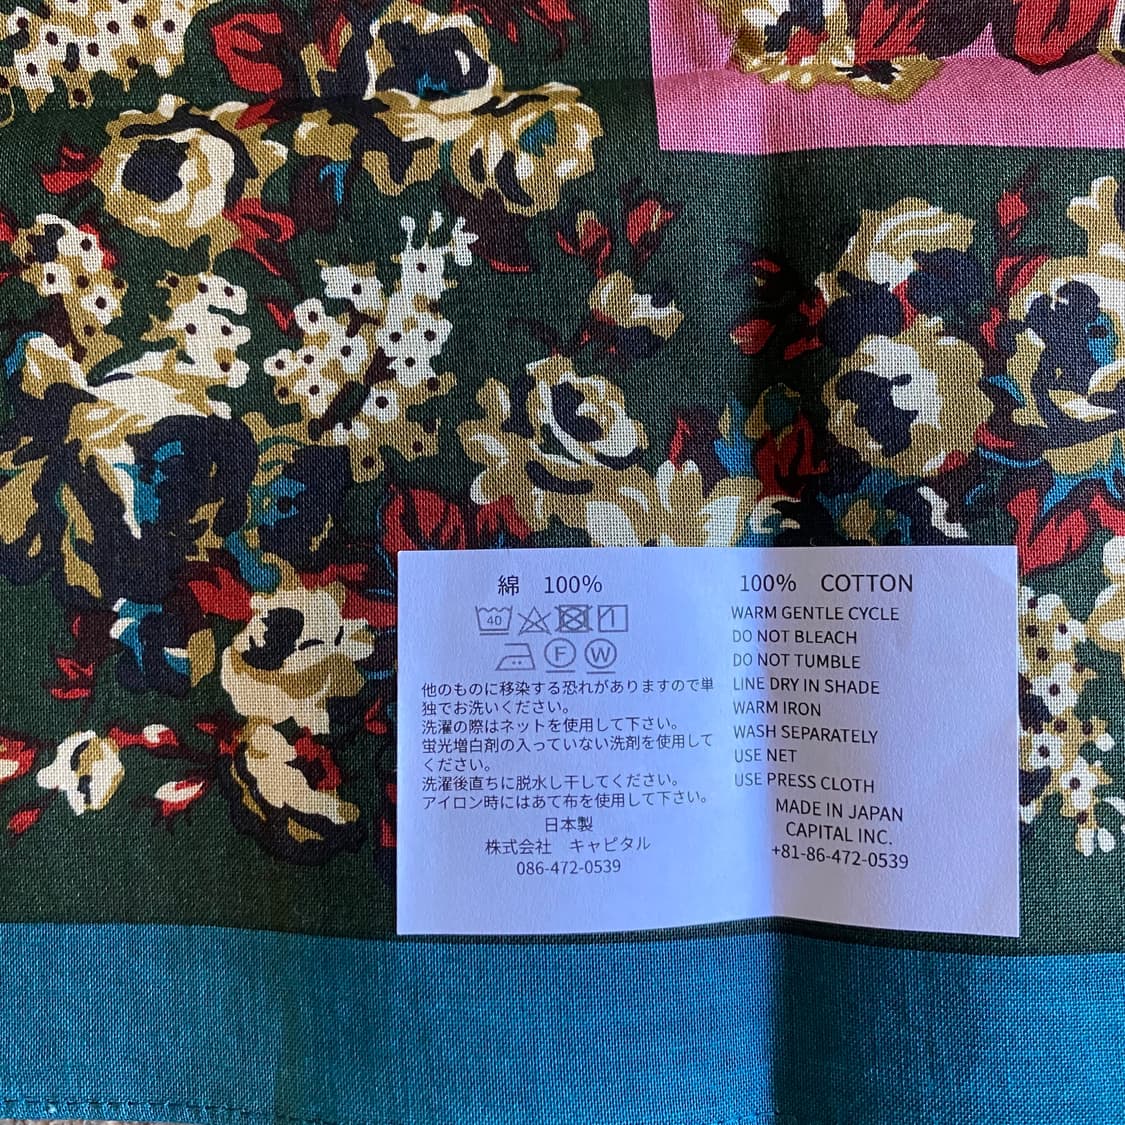 綿 100%
40
F W
他のものに移染する恐れがありますので単
独でお洗いください。
洗濯の際はネットを使用して下さい。
蛍光増白剤の入っていない洗剤を使用して
ください。
洗濯後直ちに脱水し干してください。
アイロン時にはあて布を使用して下さい。
日本製
株式会社 キャピタル
086-472-0539
100% COTTON
WARM GENTLE CYCLE
DO NOT BLEACH
DO NOT TUMBLE
LINE DRY IN SHADE
WARM IRON
WASH SEPARATELY
USE NET
USE PRESS CLOTH
MADE IN JAPAN
CAPITAL INC.
+81-86-472-0539